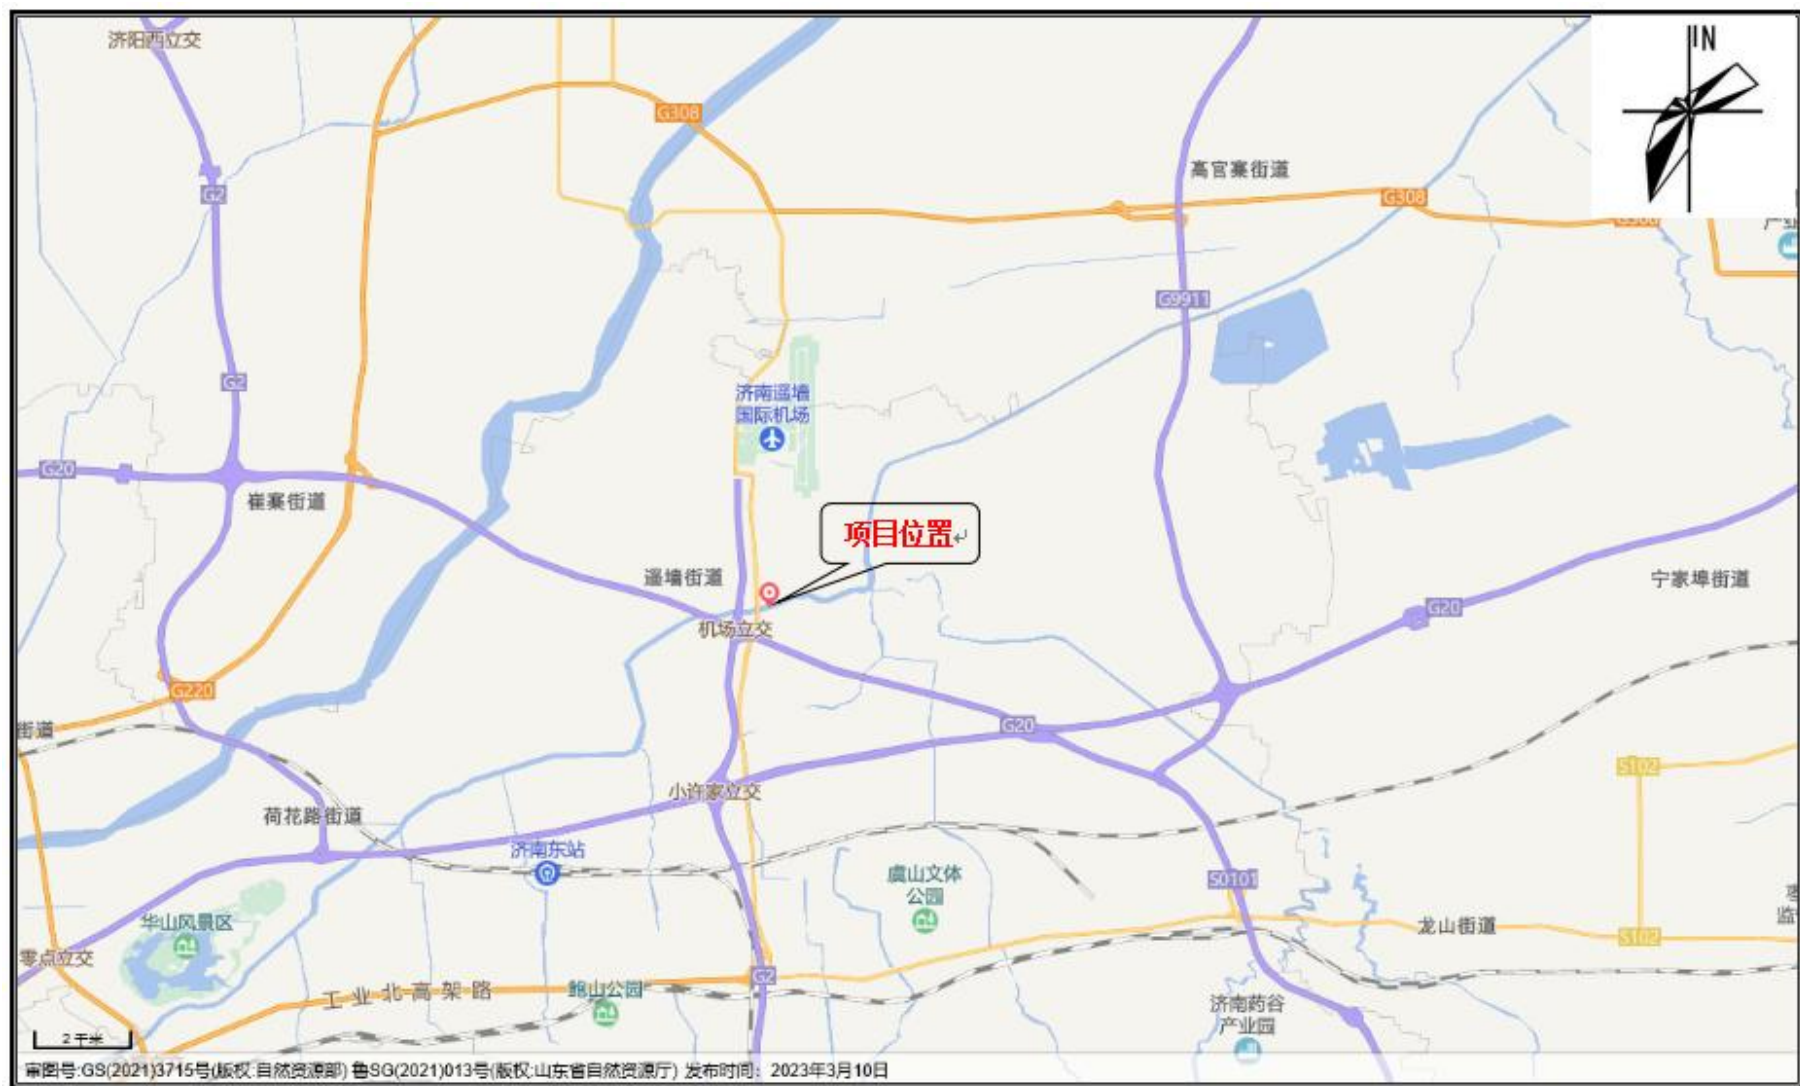 济阳西立交
N
G308
高官寨街道
G2
G308
G308
产业
G9911
G2
济南遥墙
国际机场
G20
崔寨街道
项目位置
遥墙街道
宁家埠街道
G20
机场立交
G220
街道
G20
S102
小许家立交
荷花路街道
济南东站
虞山文体
公园
S0101
华山风景区
龙山街道
监
S102
零点立交
G2
工业北高架路
鲍山公园
济南药谷
产业园
2千米
审图号:GS(2021)3715号(版权:自然资源部) 鲁SG(2021)013号(版权:山东省自然资源厅) 发布时间：2023年3月10日